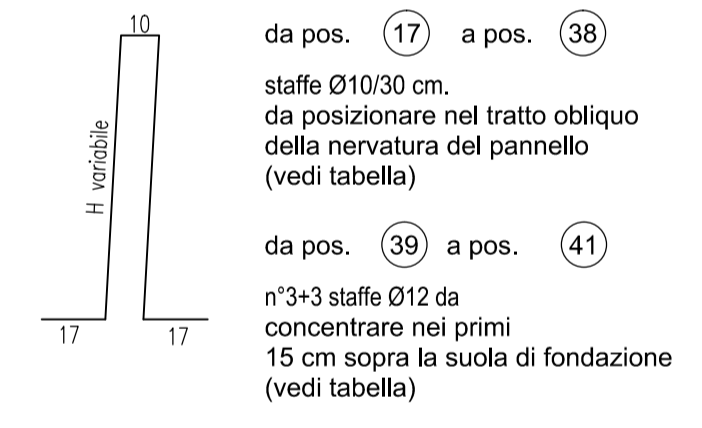 10
H variabile
17
17
da pos. 17 a pos. 38
staffe Ø10/30 cm.
da posizionare nel tratto obliquo
della nervatura del pannello
(vedi tabella)
da pos. 39 a pos. 41
n°3+3 staffe Ø12 da
concentrare nei primi
15 cm sopra la suola di fondazione
(vedi tabella)